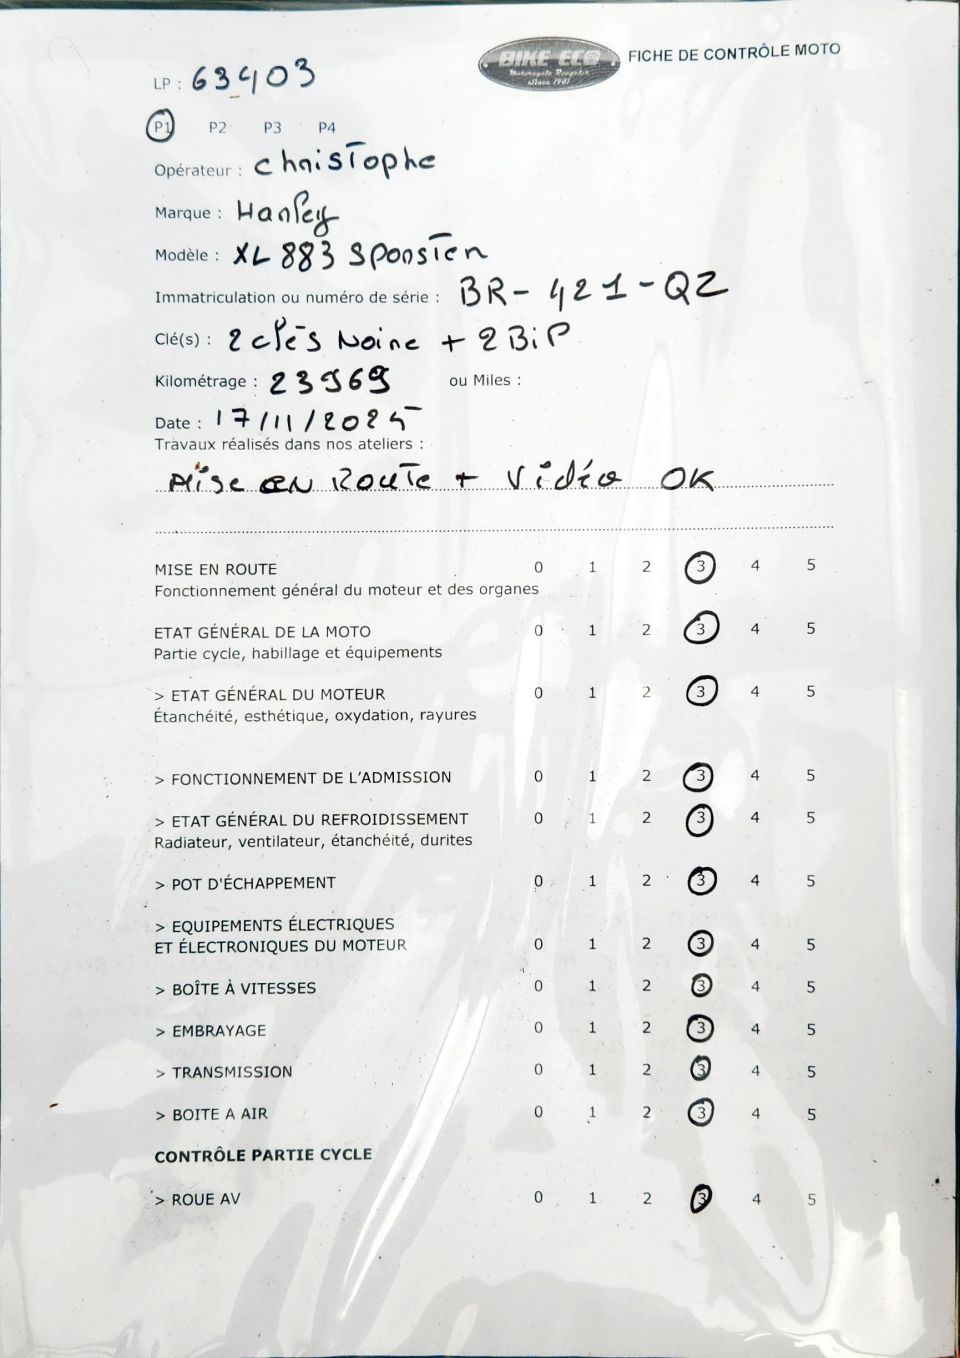 BIKE ECO
Motorcycle Recycler
since 1987
FICHE DE CONTRÔLE MOTO
LP : 63403
P1 P2 P3 P4
Opérateur : christophe
Marque : Harley
Modèle : XL 883 Sporster
Immatriculation ou numéro de série : BR-421-QZ
Clé(s) : 2 clés Noire + 2 BiP
Kilométrage : 23969 ou Miles :
Date : 17/11/2025
Travaux réalisés dans nos ateliers :
Mise en Route + Vidéo OK
MISE EN ROUTE 0 1 2 3 4 5
Fonctionnement général du moteur et des organes
ETAT GÉNÉRAL DE LA MOTO 0 1 2 3 4 5
Partie cycle, habillage et équipements
> ETAT GÉNÉRAL DU MOTEUR 0 1 2 3 4 5
Étanchéité, esthétique, oxydation, rayures
> FONCTIONNEMENT DE L'ADMISSION 0 1 2 3 4 5
> ETAT GÉNÉRAL DU REFROIDISSEMENT 0 1 2 3 4 5
Radiateur, ventilateur, étanchéité, durites
> POT D'ÉCHAPPEMENT 0 1 2 3 4 5
> EQUIPEMENTS ÉLECTRIQUES
ET ÉLECTRONIQUES DU MOTEUR 0 1 2 3 4 5
> BOÎTE À VITESSES 0 1 2 3 4 5
> EMBRAYAGE 0 1 2 3 4 5
> TRANSMISSION 0 1 2 3 4 5
> BOITE A AIR 0 1 2 3 4 5
CONTRÔLE PARTIE CYCLE
> ROUE AV 0 1 2 3 4 5